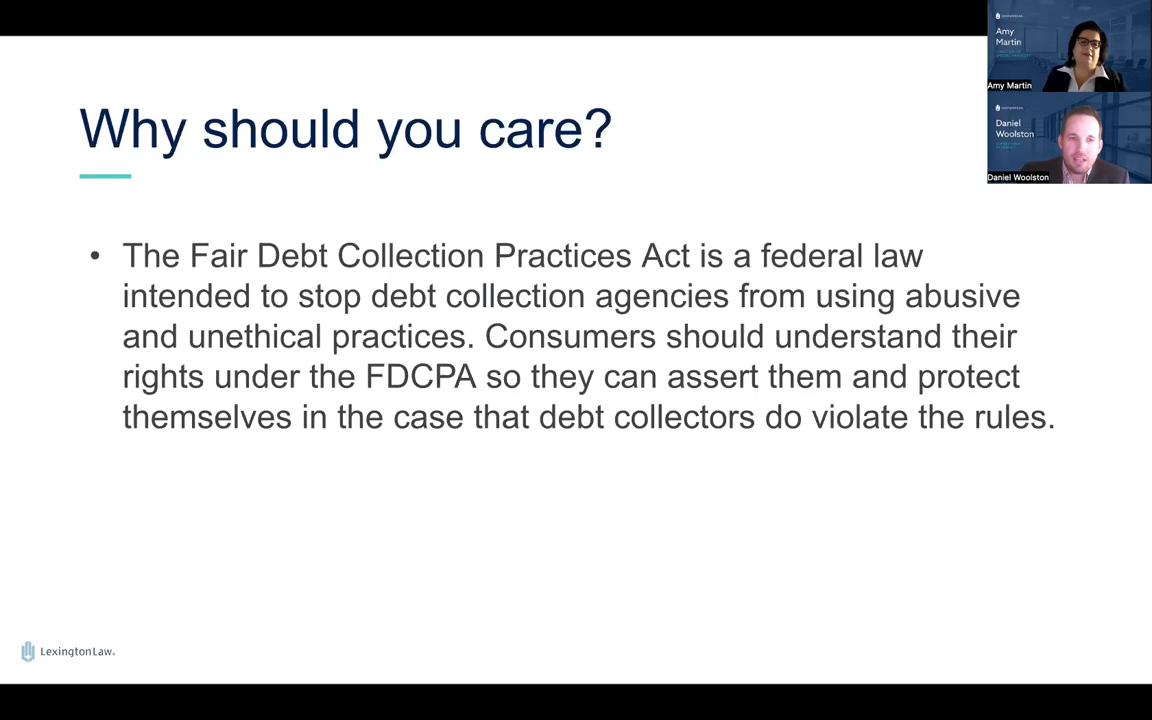 Why should you care?
• The Fair Debt Collection Practices Act is a federal law
intended to stop debt collection agencies from using abusive
and unethical practices. Consumers should understand their
rights under the FDCPA so they can assert them and protect
themselves in the case that debt collectors do violate the rules.
LexingtonLaw
Amy
Martin
Amy Martin
Daniel
Woolston
Daniel Woolston